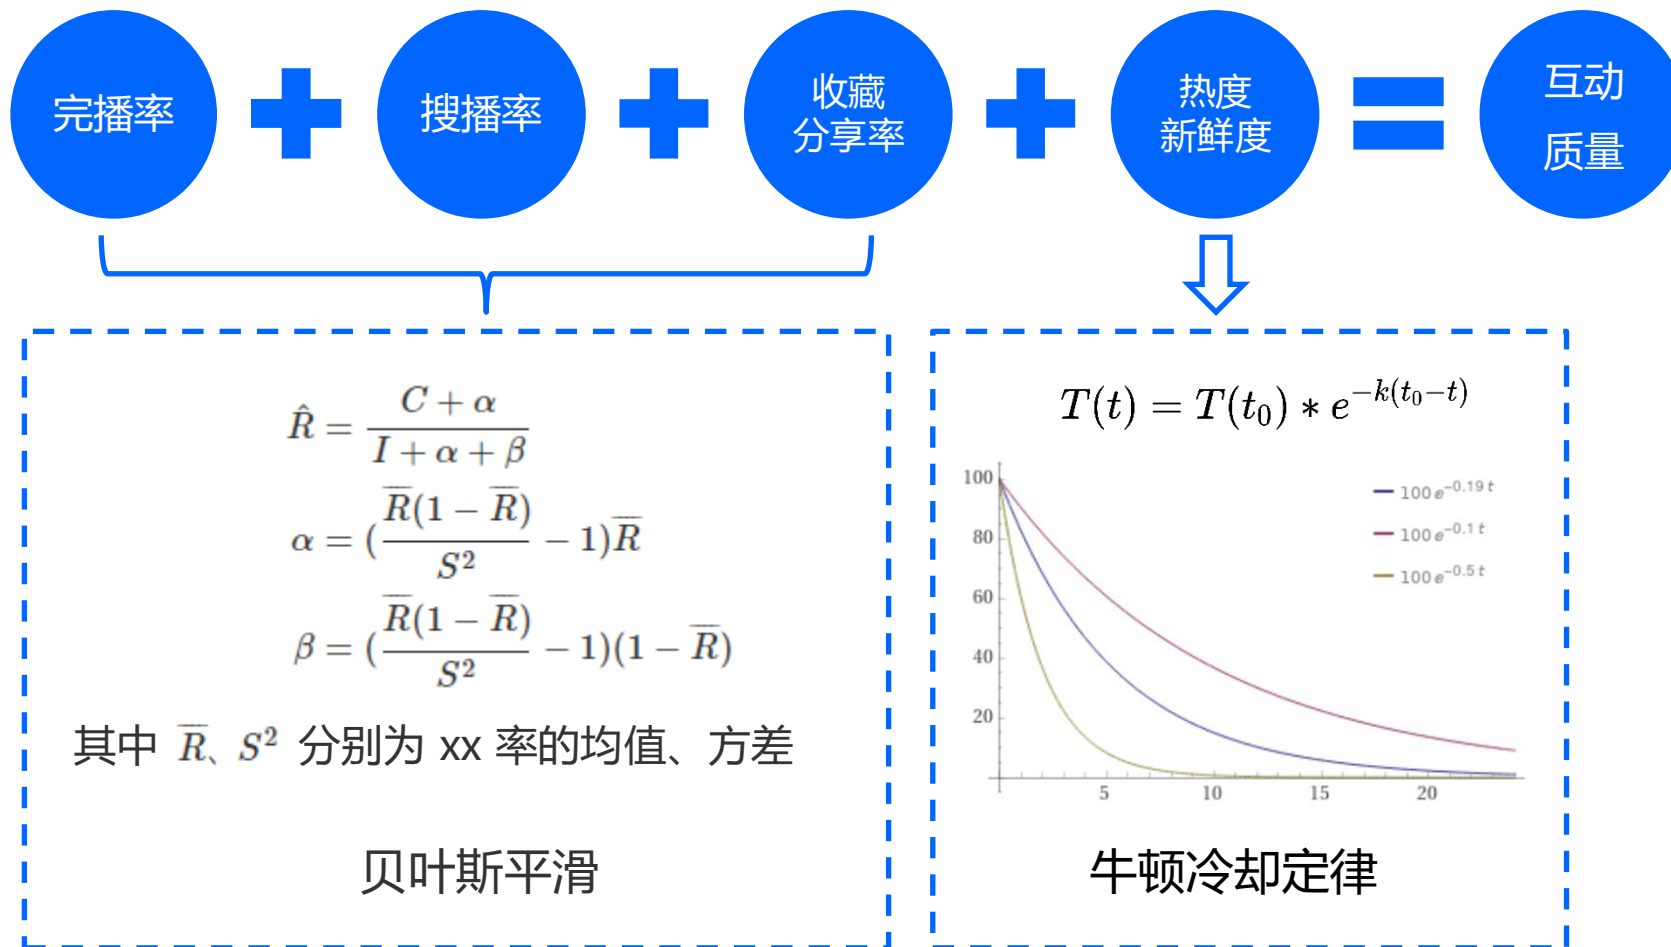 完播率
搜播率
收藏
分享率
热度
新鲜度
互动
质量
R̂ = (C + α) / (I + α + β)
α = (R̅(1 − R̅) / S² − 1)R̅
β = (R̅(1 − R̅) / S² − 1)(1 − R̅)
其中 R̅、S² 分别为 xx 率的均值、方差
贝叶斯平滑
T(t) = T(t₀) * e^{−k(t₀−t)}
100
80
60
40
20
5 10 15 20
100 e^{−0.19 t}
100 e^{−0.1 t}
100 e^{−0.5 t}
牛顿冷却定律